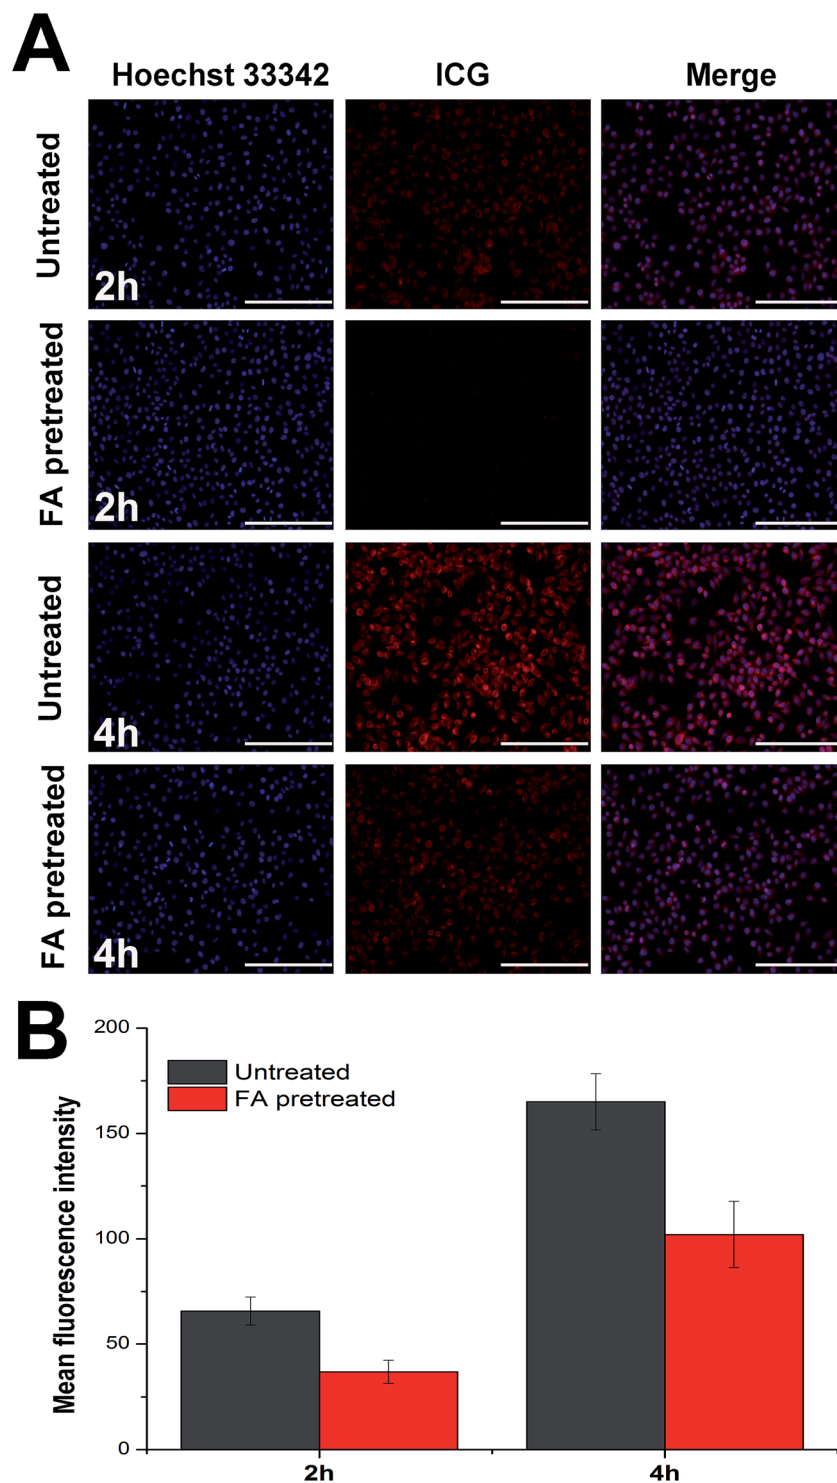 A
Hoechst 33342 ICG Merge
Untreated
2h
FA pretreated
2h
Untreated
4h
FA pretreated
4h
B
Mean fluorescence intensity
200
150
100
50
0
Untreated
FA pretreated
2h 4h